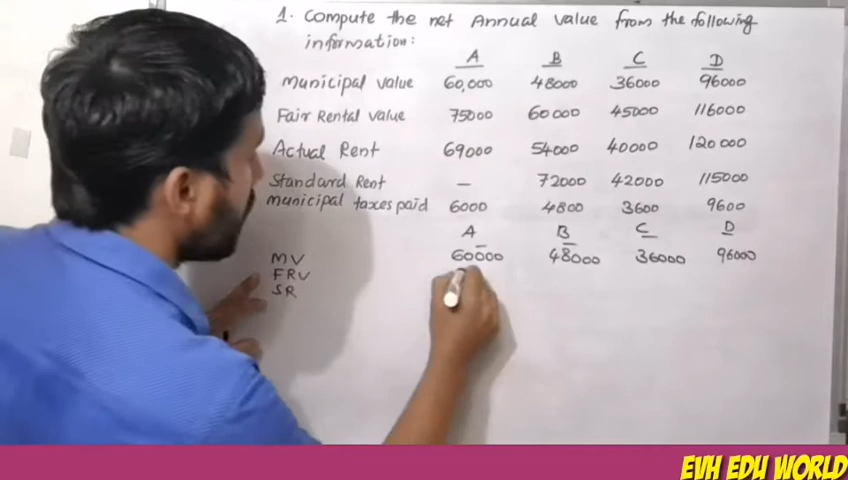 1. Compute the net Annual value from the following
information:
A B C D
Municipal value 60,000 48000 36000 96000
Fair Rental value 75000 60000 45000 116000
Actual Rent 69000 54000 40000 120000
Standard Rent — 72000 42000 115000
municipal taxes paid 6000 4800 3600 9600
A B C D
MV 60000 48000 36000 96000
FRV
SR
EVH EDU WORLD